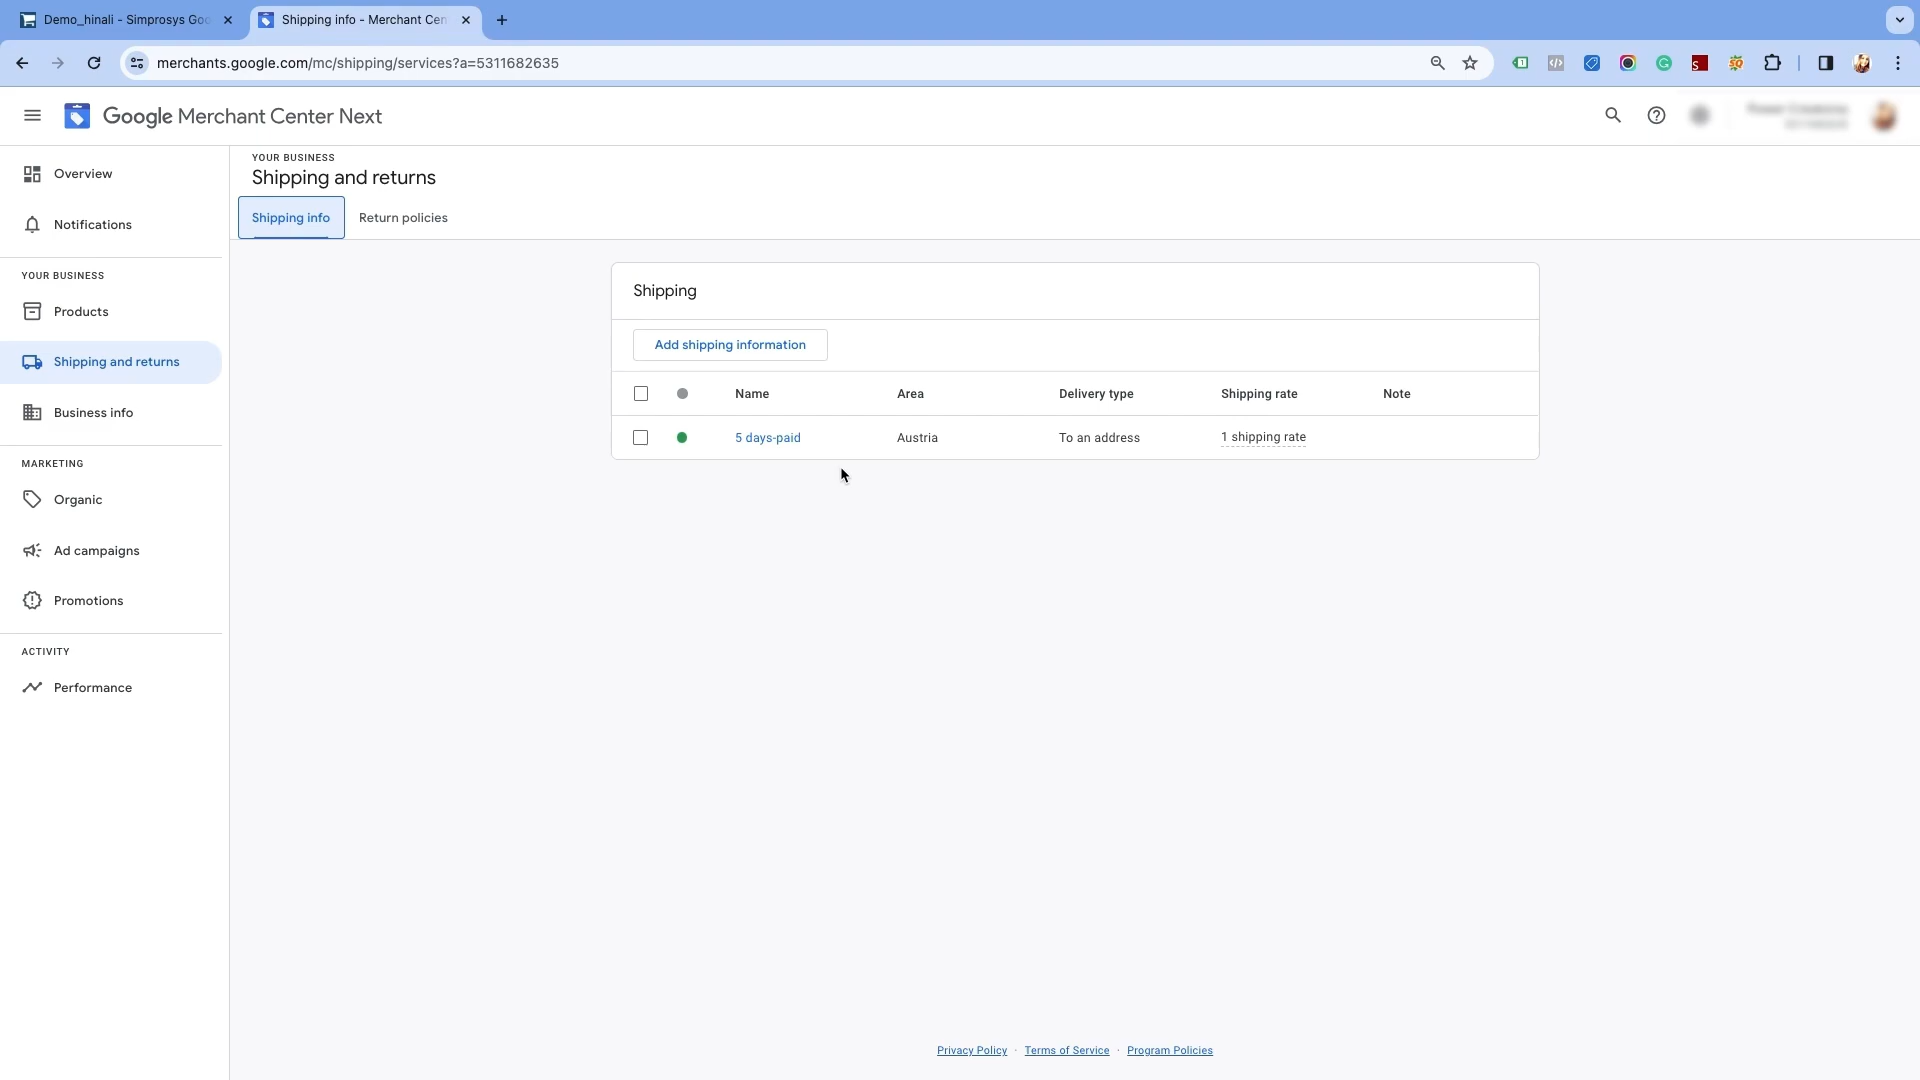 Demo_hinali - Simprosys Goo
Shipping info - Merchant Cen
merchants.google.com/mc/shipping/services?a=5311682635
Google Merchant Center Next
Overview
Notifications
YOUR BUSINESS
Products
Shipping and returns
Business info
MARKETING
Organic
Ad campaigns
Promotions
ACTIVITY
Performance
YOUR BUSINESS
Shipping and returns
Shipping info
Return policies
Shipping
Add shipping information
Name Area Delivery type Shipping rate Note
5 days-paid Austria To an address 1 shipping rate
Privacy Policy · Terms of Service · Program Policies